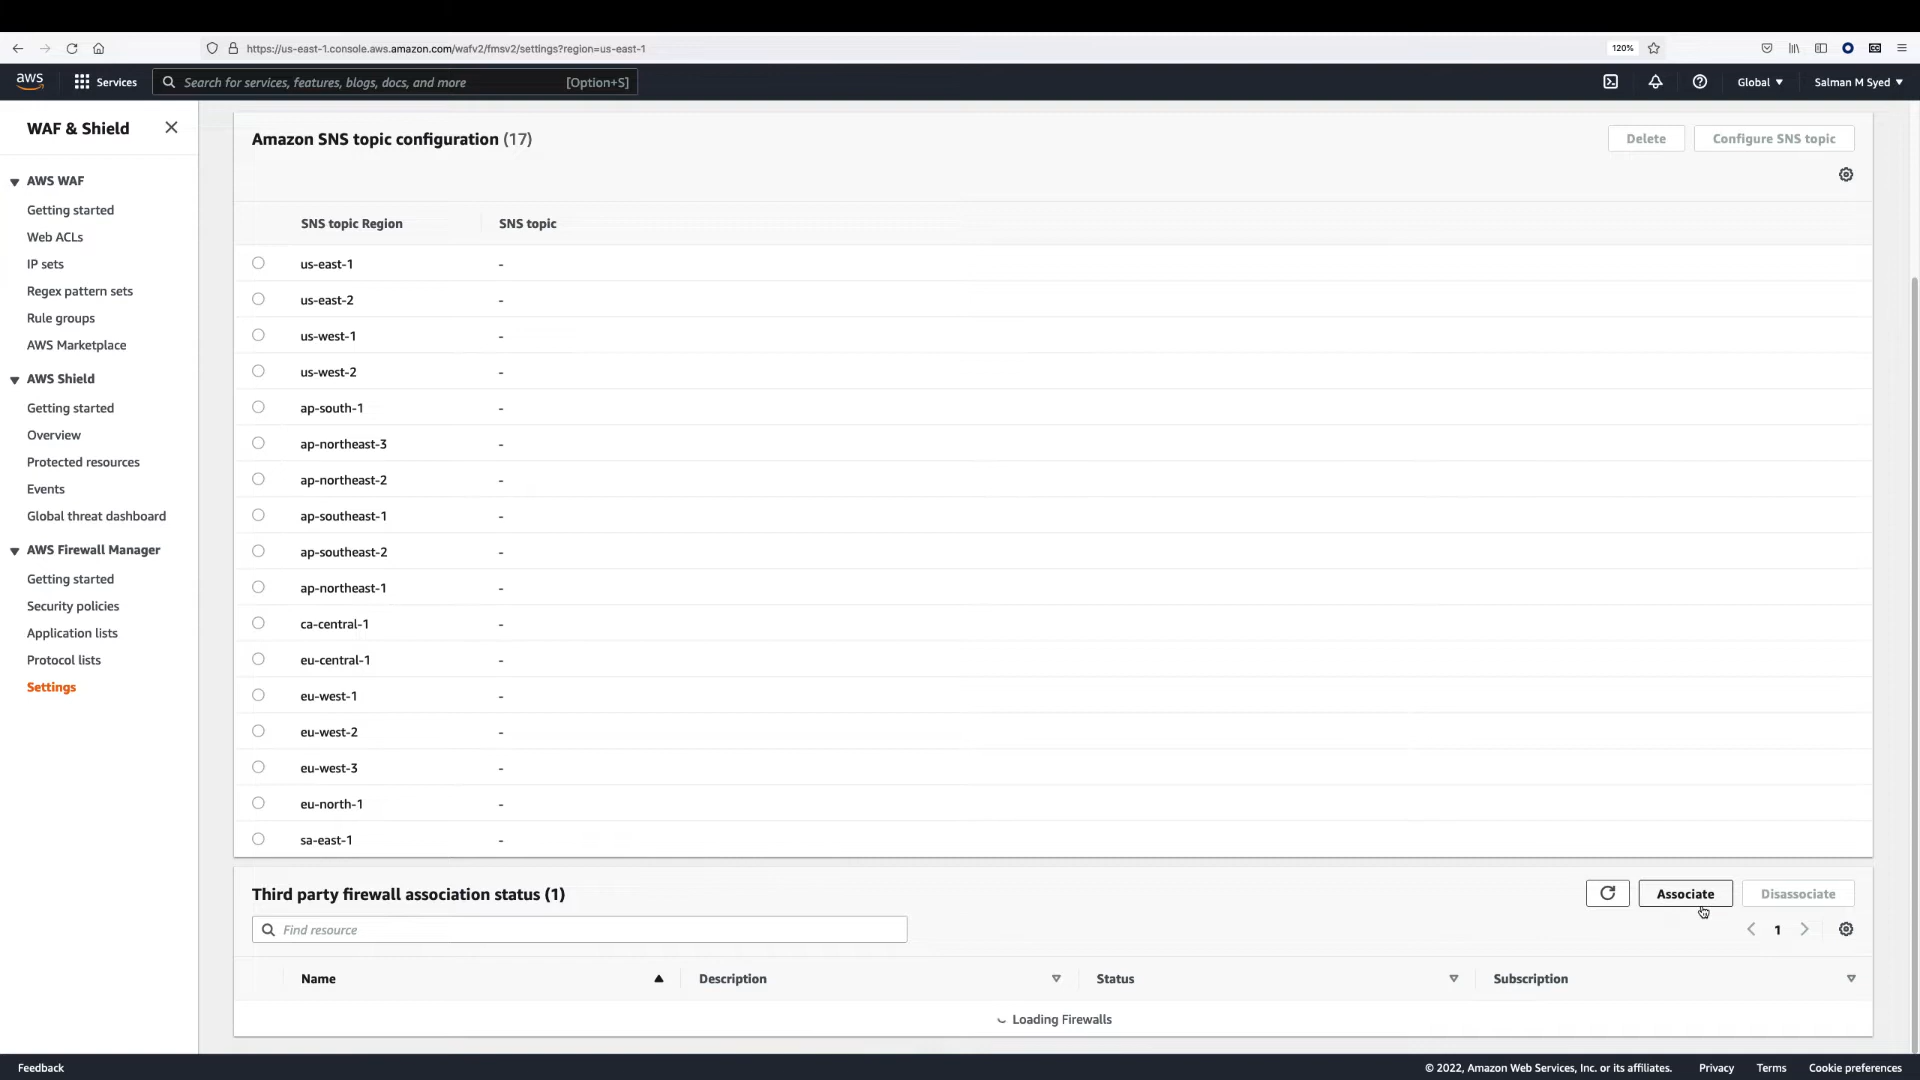 https://us-east-1.console.aws.amazon.com/wafv2/fmsv2/settings?region=us-east-1
120%
aws
Services
Search for services, features, blogs, docs, and more
[Option+S]
Global
Salman M Syed
WAF & Shield
AWS WAF
Getting started
Web ACLs
IP sets
Regex pattern sets
Rule groups
AWS Marketplace
AWS Shield
Getting started
Overview
Protected resources
Events
Global threat dashboard
AWS Firewall Manager
Getting started
Security policies
Application lists
Protocol lists
Settings
Amazon SNS topic configuration (17)
Delete
Configure SNS topic
SNS topic Region SNS topic
us-east-1 -
us-east-2 -
us-west-1 -
us-west-2 -
ap-south-1 -
ap-northeast-3 -
ap-northeast-2 -
ap-southeast-1 -
ap-southeast-2 -
ap-northeast-1 -
ca-central-1 -
eu-central-1 -
eu-west-1 -
eu-west-2 -
eu-west-3 -
eu-north-1 -
sa-east-1 -
Third party firewall association status (1)
Associate
Disassociate
Find resource
1
Name Description Status Subscription
Loading Firewalls
Feedback
© 2022, Amazon Web Services, Inc. or its affiliates. Privacy Terms Cookie preferences